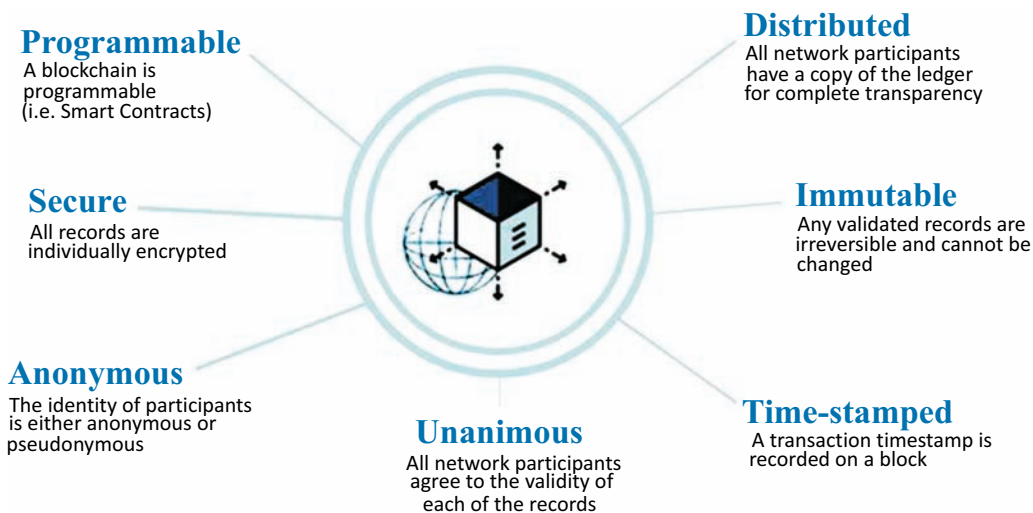 Programmable
A blockchain is
programmable
(i.e. Smart Contracts)
Distributed
All network participants
have a copy of the ledger
for complete transparency
Secure
All records are
individually encrypted
Immutable
Any validated records are
irreversible and cannot be
changed
Anonymous
The identity of participants
is either anonymous or
pseudonymous
Unanimous
All network participants
agree to the validity of
each of the records
Time-stamped
A transaction timestamp is
recorded on a block